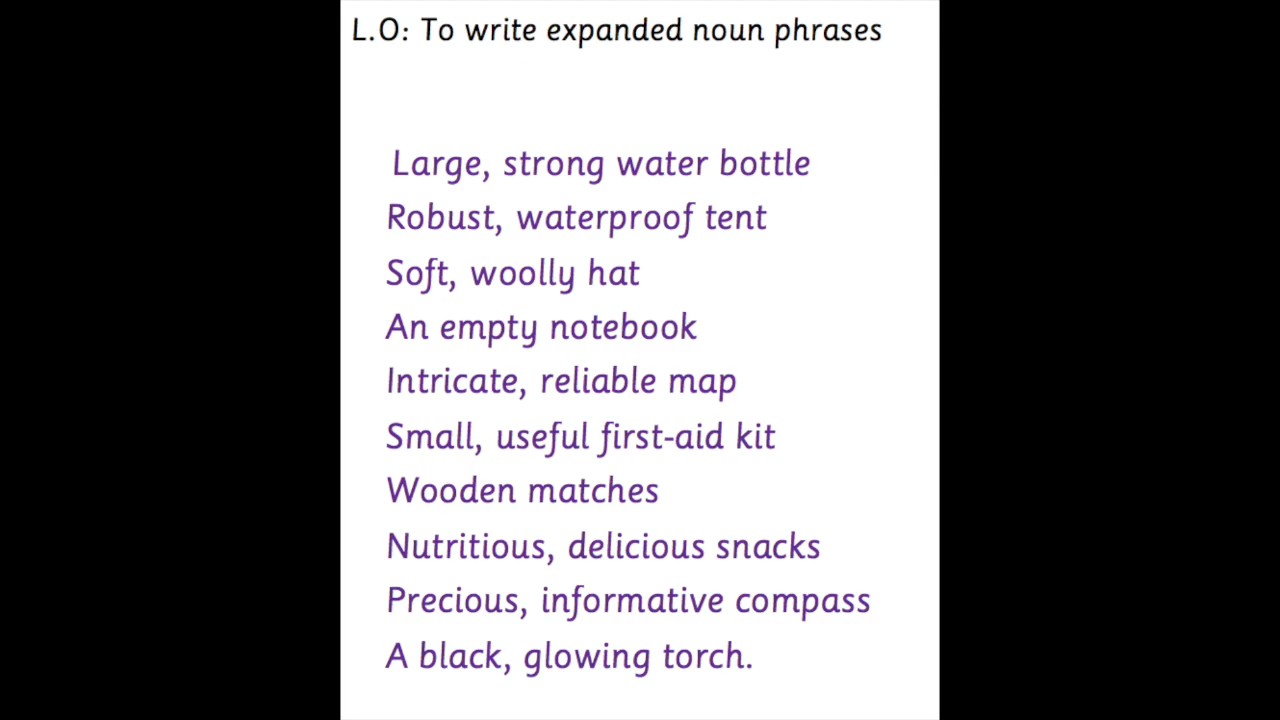 L.O: To write expanded noun phrases
Large, strong water bottle
Robust, waterproof tent
Soft, woolly hat
An empty notebook
Intricate, reliable map
Small, useful first-aid kit
Wooden matches
Nutritious, delicious snacks
Precious, informative compass
A black, glowing torch.